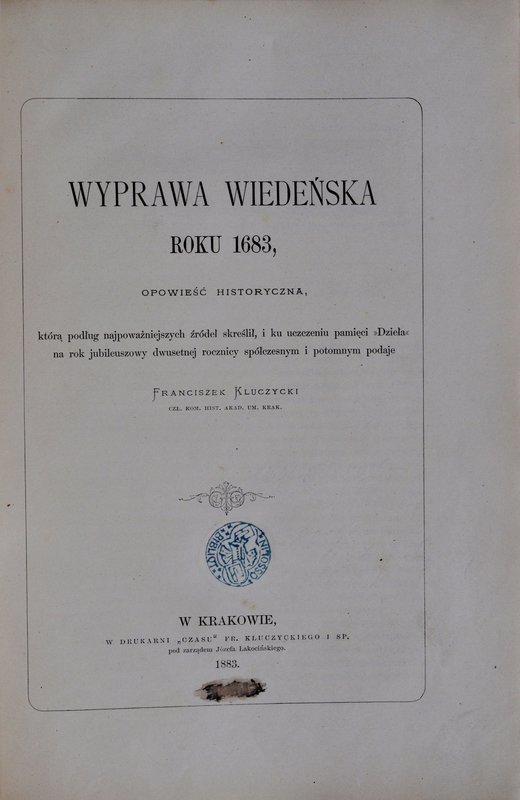 WYPRAWA WIEDEŃSKA
ROKU 1683,
OPOWIEŚĆ HISTORYCZNA,
którą podług najpoważniejszych źródeł skreślił, i ku uczczeniu pamięci »Dzieła«
na rok jubileuszowy dwusetnej rocznicy spółczesnym i potomnym podaje
FRANCISZEK KLUCZYCKI
CZŁ. KOM. HIST. AKAD. UM. KRAK.
W KRAKOWIE,
W DRUKARNI „CZASU“ FR. KLUCZYCKIEGO I SP.
pod zarządem Józefa Łakocińskiego.
1883.